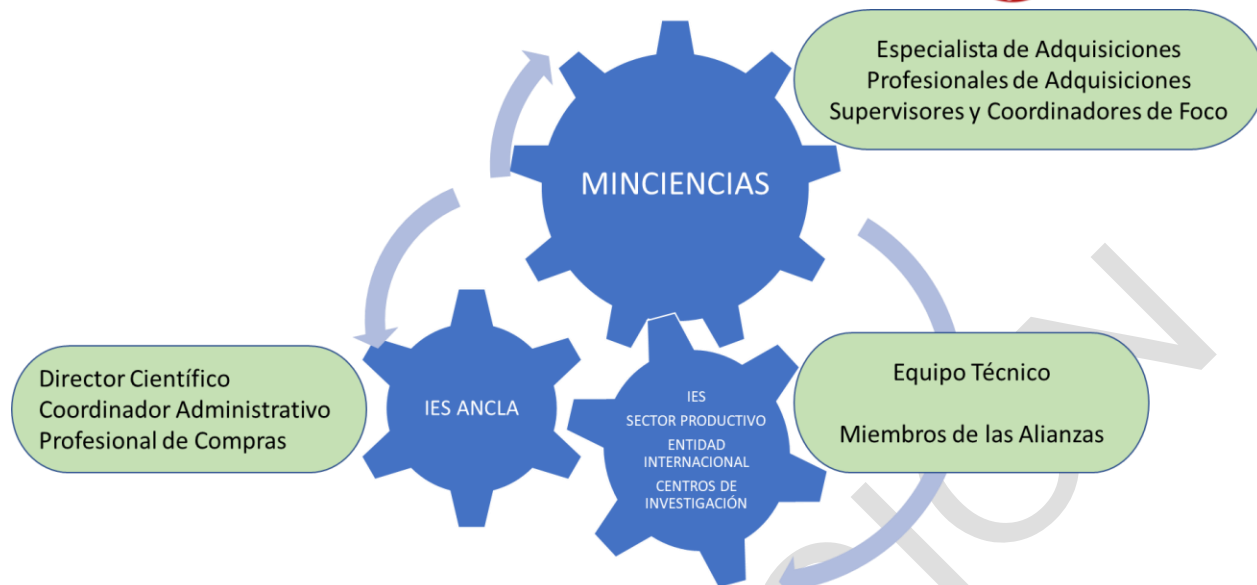 Especialista de Adquisiciones
Profesionales de Adquisiciones
Supervisores y Coordinadores de Foco
MINCIENCIAS
Director Científico
Coordinador Administrativo
Profesional de Compras
IES ANCLA
IES
SECTOR PRODUCTIVO
ENTIDAD
INTERNACIONAL
CENTROS DE
INVESTIGACIÓN
Equipo Técnico
Miembros de las Alianzas